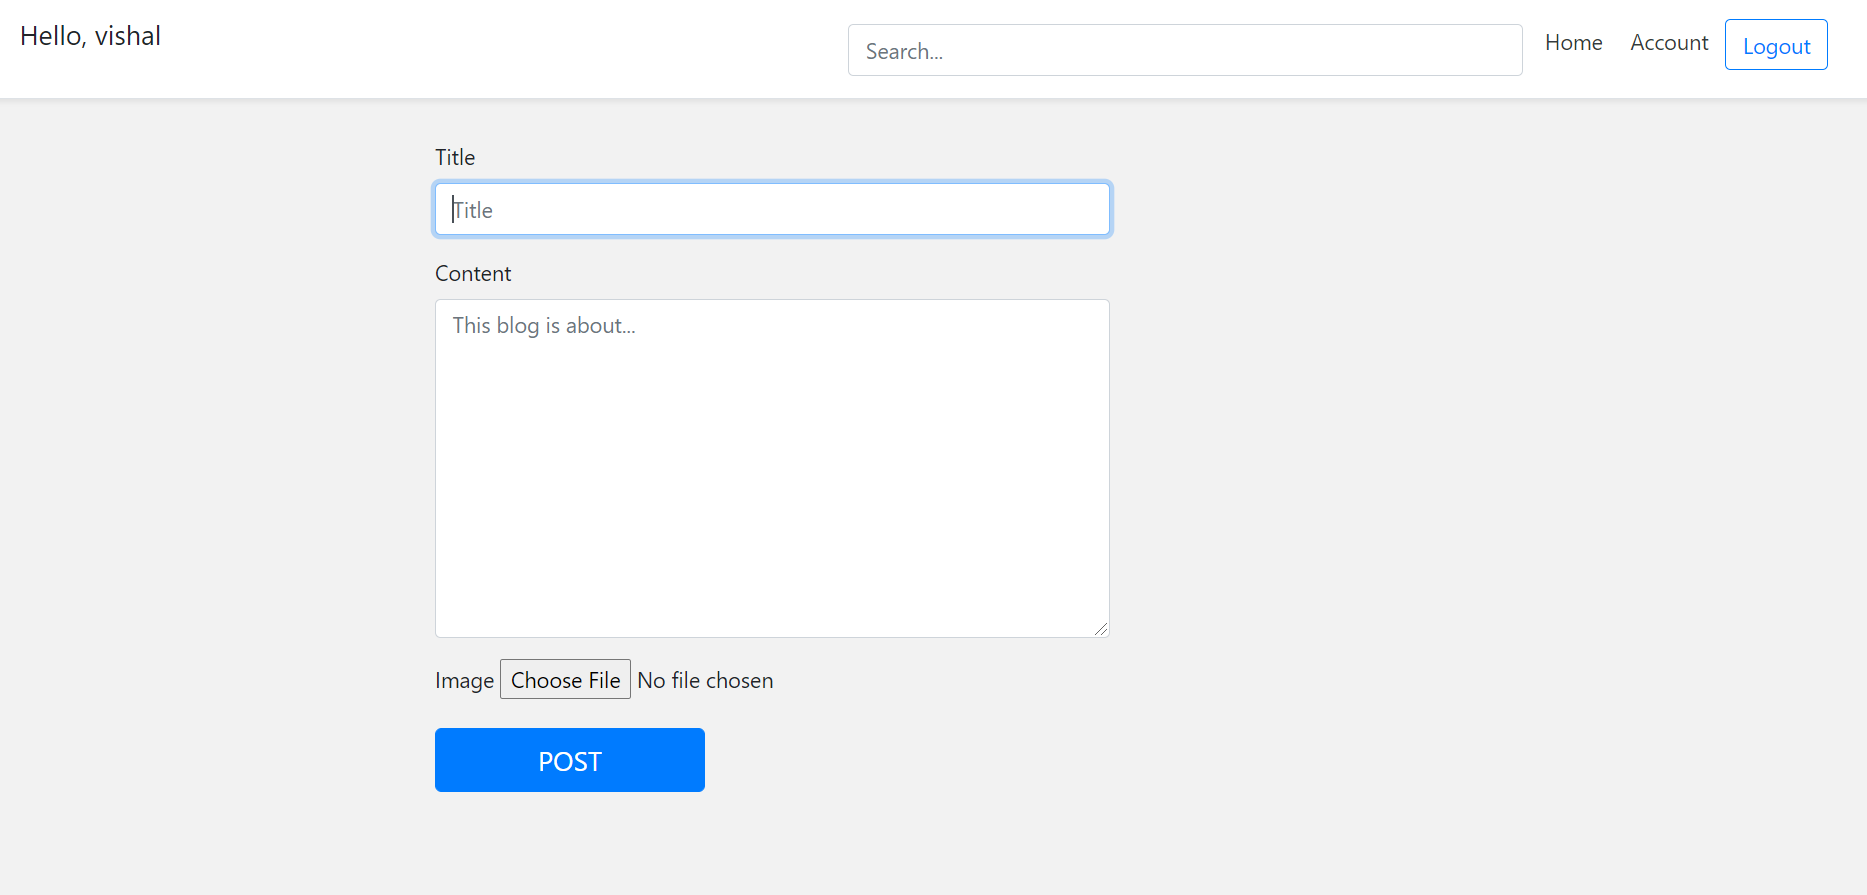 Hello, vishal
Search...
Home
Account
Logout
Title
Title
Content
This blog is about...
Image Choose File No file chosen
POST